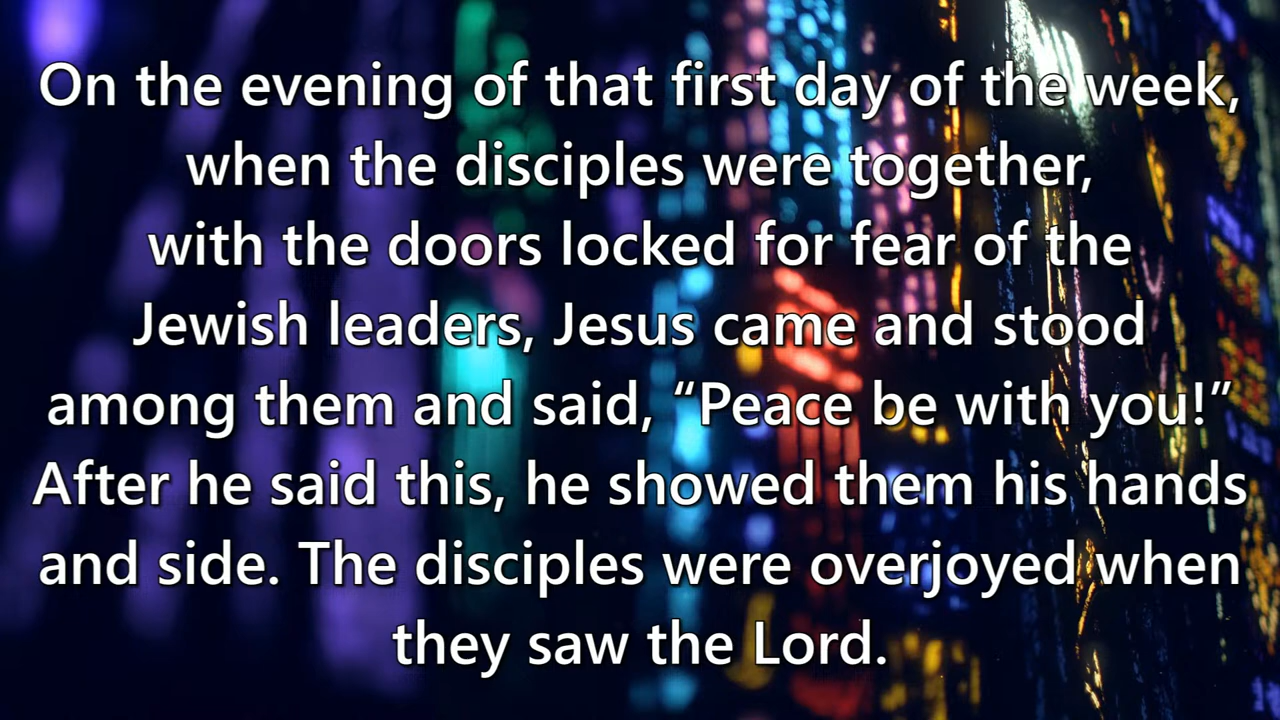 On the evening of that first day of the week,
when the disciples were together,
with the doors locked for fear of the
Jewish leaders, Jesus came and stood
among them and said, “Peace be with you!”
After he said this, he showed them his hands
and side. The disciples were overjoyed when
they saw the Lord.